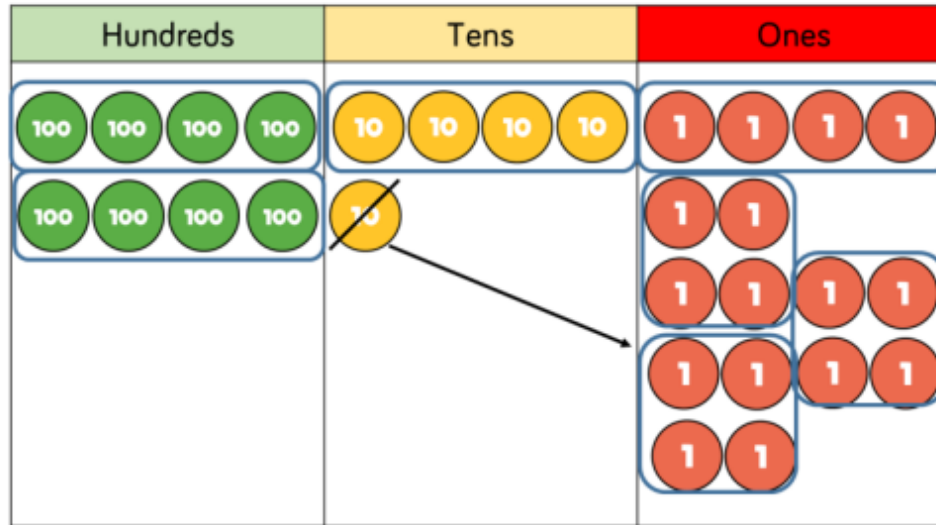 Hundreds Tens Ones
100 100 100 100 10 10 10 10 1 1 1 1
100 100 100 100 10 1 1
1 1 1 1
1 1 1 1
1 1